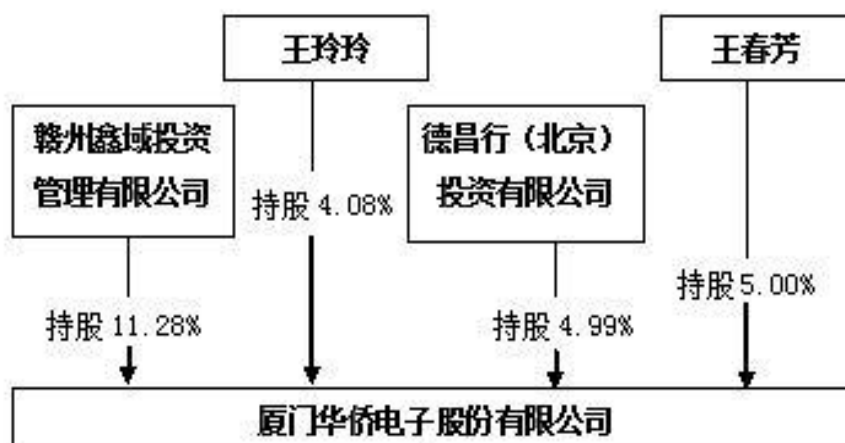 王玲玲
王春芳
赣州鑫域投资
管理有限公司
德昌行（北京）
投资有限公司
持股 4.08%
持股 5.00%
持股 11.28%
持股 4.99%
厦门华侨电子股份有限公司